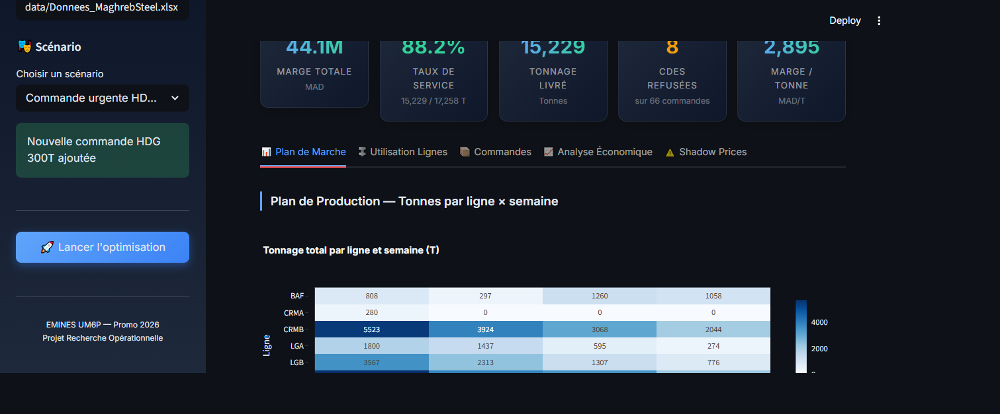 data/Donnees_MaghrebSteel.xlsx
Scénario
Choisir un scénario
Commande urgente HD...
Nouvelle commande HDG
300T ajoutée
Lancer l'optimisation
EMINES UM6P — Promo 2026
Projet Recherche Opérationnelle
Deploy
44.1M
MARGE TOTALE
MAD
88.2%
TAUX DE
SERVICE
15,229 / 17,258 T
15,229
TONNAGE
LIVRÉ
Tonnes
8
CDES
REFUSÉES
sur 66 commandes
2,895
MARGE /
TONNE
MAD/T
Plan de Marche
Utilisation Lignes
Commandes
Analyse Économique
Shadow Prices
Plan de Production — Tonnes par ligne × semaine
Tonnage total par ligne et semaine (T)
Ligne
BAF 808 297 1260 1058
CRMA 280 0 0 0
CRMB 5523 3924 3068 2044
LGA 1800 1437 595 274
LGB 3567 2313 1307 776
4000
2000